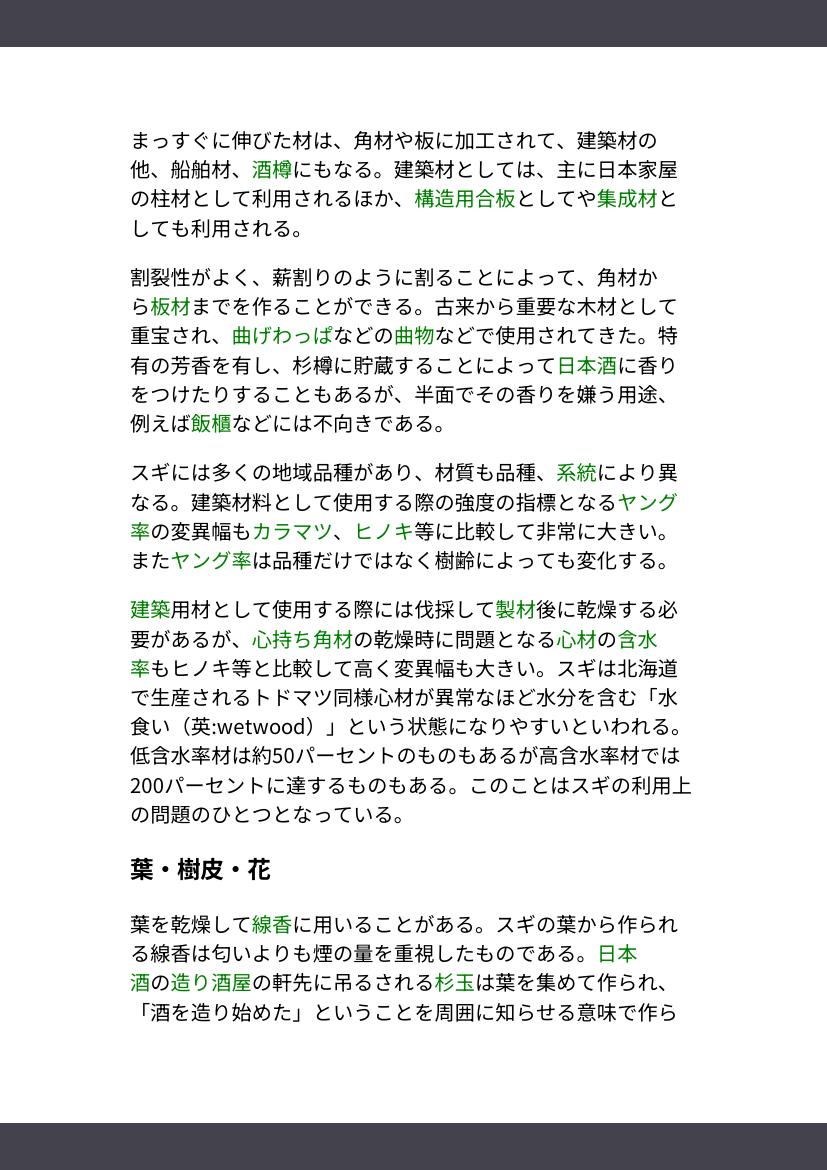 まっすぐに伸びた材は、角材や板に加工されて、建築材の
他、船舶材、酒樽にもなる。建築材としては、主に日本家屋
の柱材として利用されるほか、構造用合板としてや集成材と
しても利用される。
割裂性がよく、薪割りのように割ることによって、角材か
ら板材までを作ることができる。古来から重要な木材として
重宝され、曲げわっぱなどの曲物などで使用されてきた。特
有の芳香を有し、杉樽に貯蔵することによって日本酒に香り
をつけたりすることもあるが、半面でその香りを嫌う用途、
例えば飯櫃などには不向きである。
スギには多くの地域品種があり、材質も品種、系統により異
なる。建築材料として使用する際の強度の指標となるヤング
率の変異幅もカラマツ、ヒノキ等に比較して非常に大きい。
またヤング率は品種だけではなく樹齢によっても変化する。
建築用材として使用する際には伐採して製材後に乾燥する必
要があるが、心持ち角材の乾燥時に問題となる心材の含水
率もヒノキ等と比較して高く変異幅も大きい。スギは北海道
で生産されるトドマツ同様心材が異常なほど水分を含む「水
食い（英:wetwood）」という状態になりやすいといわれる。
低含水率材は約50パーセントのものもあるが高含水率材では
200パーセントに達するものもある。このことはスギの利用上
の問題のひとつとなっている。
葉・樹皮・花
葉を乾燥して線香に用いることがある。スギの葉から作られ
る線香は匂いよりも煙の量を重視したものである。日本
酒の造り酒屋の軒先に吊るされる杉玉は葉を集めて作られ、
「酒を造り始めた」ということを周囲に知らせる意味で作ら